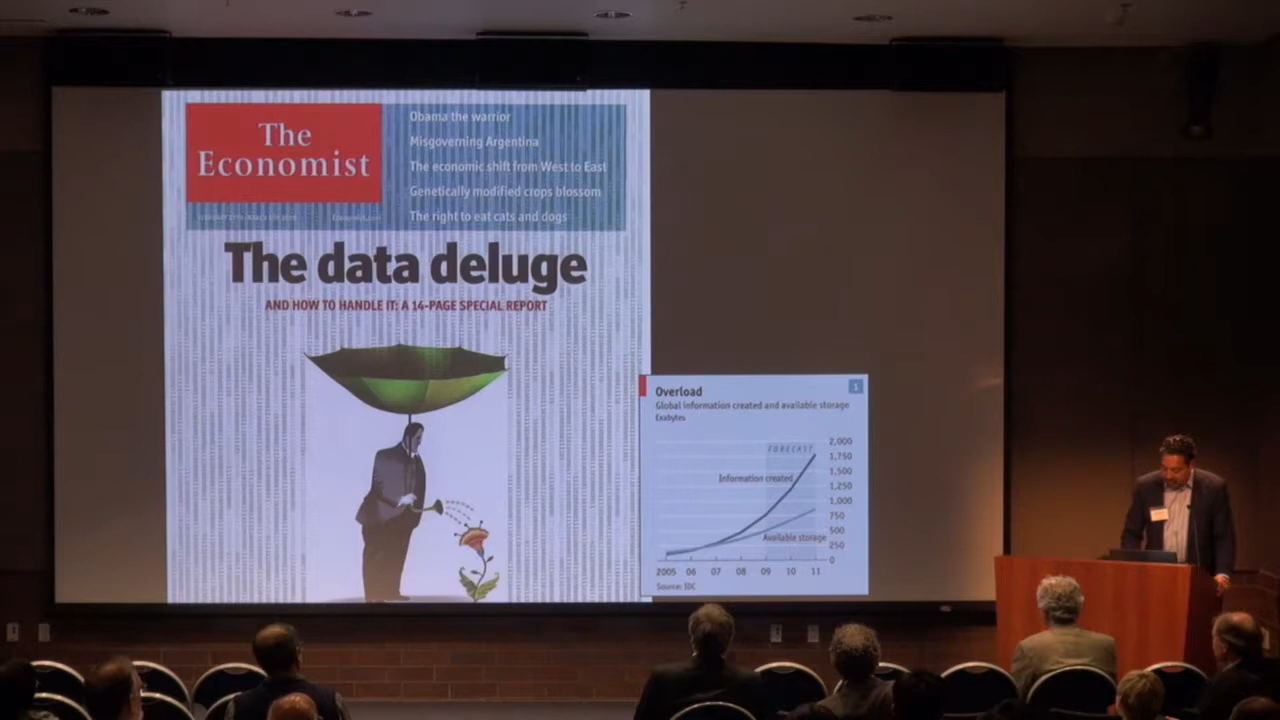 The
Economist
Obama the warrior
Misgoverning Argentina
The economic shift from West to East
Genetically modified crops blossom
The right to eat cats and dogs
Economist.com
The data deluge
AND HOW TO HANDLE IT: A 14-PAGE SPECIAL REPORT
Overload
1
Global information created and available storage
Exabytes
FORECAST
2,000
1,750
Information created
1,500
1,250
1,000
750
500
Available storage
250
0
2005 06 07 08 09 10 11
Source: IDC